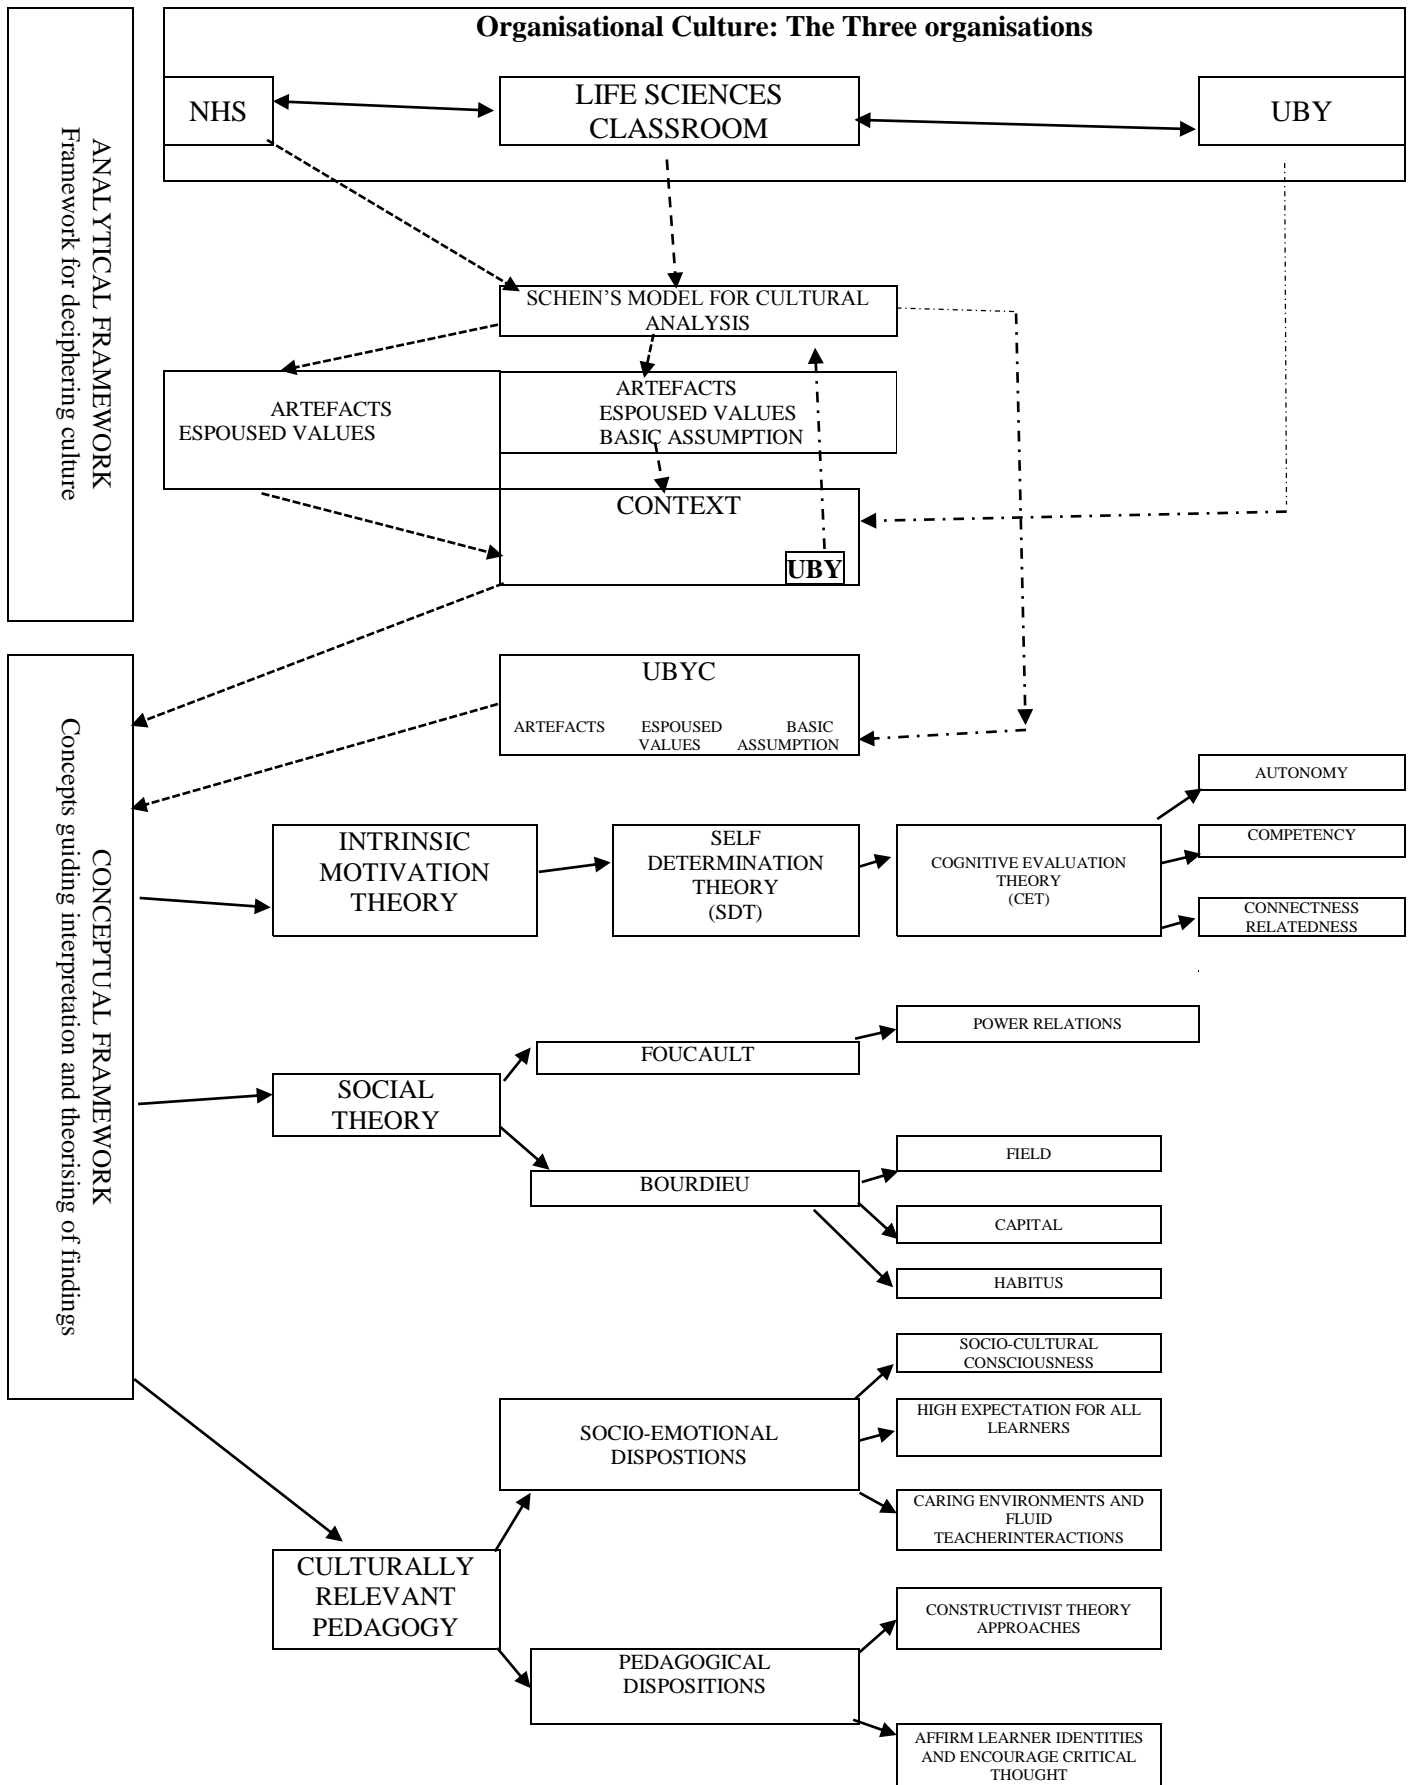 Organisational Culture: The Three organisations
NHS
LIFE SCIENCES
CLASSROOM
UBY
ANALYTICAL FRAMEWORK
Framework for deciphering culture
SCHEIN'S MODEL FOR CULTURAL
ANALYSIS
ARTEFACTS
ESPOUSED VALUES
ARTEFACTS
ESPOUSED VALUES
BASIC ASSUMPTION
CONTEXT
UBY
UBYC
ARTEFACTS ESPOUSED BASIC
VALUES ASSUMPTION
CONCEPTUAL FRAMEWORK
Concepts guiding interpretation and theorising of findings
INTRINSIC
MOTIVATION
THEORY
SELF
DETERMINATION
THEORY
(SDT)
COGNITIVE EVALUATION
THEORY
(CET)
AUTONOMY
COMPETENCY
CONNECTNESS
RELATEDNESS
SOCIAL
THEORY
FOUCAULT
POWER RELATIONS
BOURDIEU
FIELD
CAPITAL
HABITUS
CULTURALLY
RELEVANT
PEDAGOGY
SOCIO-EMOTIONAL
DISPOSTIONS
SOCIO-CULTURAL
CONSCIOUSNESS
HIGH EXPECTATION FOR ALL
LEARNERS
CARING ENVIRONMENTS AND
FLUID
TEACHERINTERACTIONS
PEDAGOGICAL
DISPOSITIONS
CONSTRUCTIVIST THEORY
APPROACHES
AFFIRM LEARNER IDENTITIES
AND ENCOURAGE CRITICAL
THOUGHT